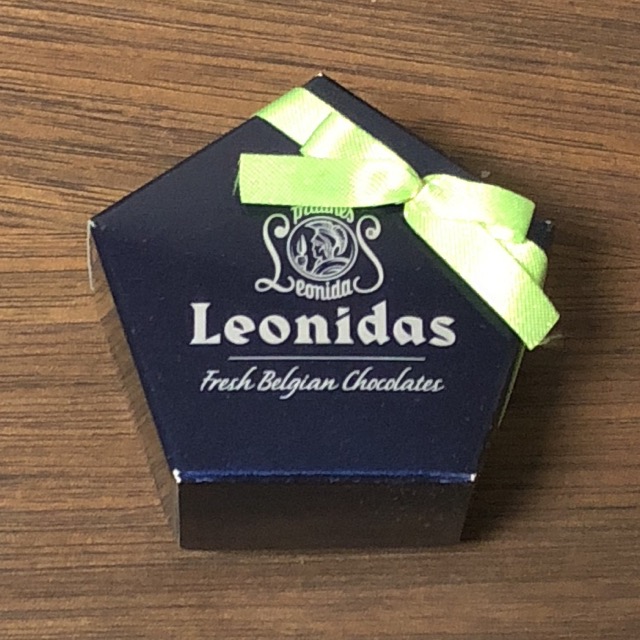 Leonidas
Leonidas
Fresh Belgian Chocolates